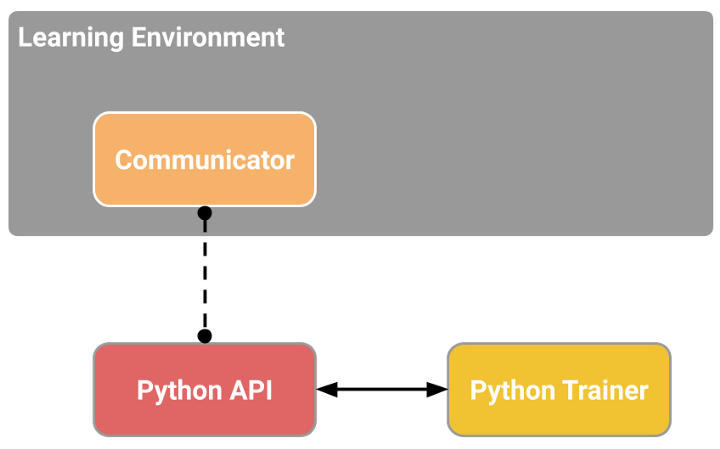 Learning Environment
Communicator
Python API
Python Trainer